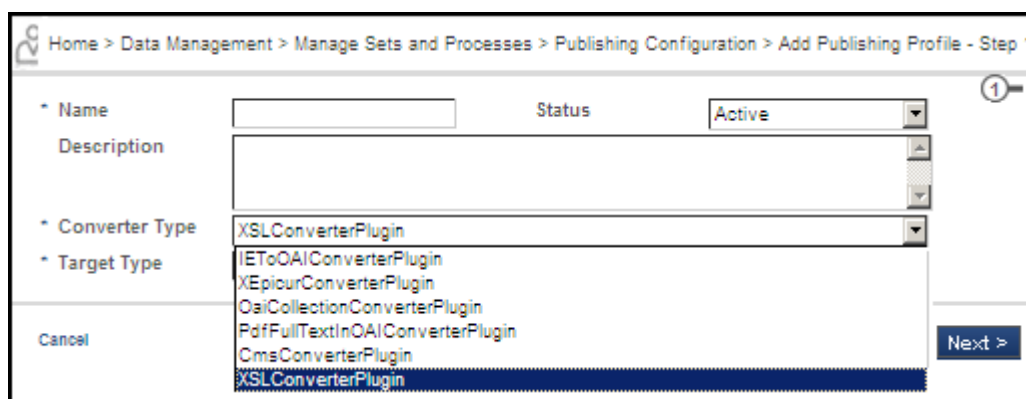 Home > Data Management > Manage Sets and Processes > Publishing Configuration > Add Publishing Profile - Step
1
* Name Status Active
Description
* Converter Type XSLConverterPlugin
* Target Type
IEToOAIConverterPlugin
XEpicurConverterPlugin
OaiCollectionConverterPlugin
PdfFullTextInOAIConverterPlugin
CmsConverterPlugin
XSLConverterPlugin
Cancel Next >